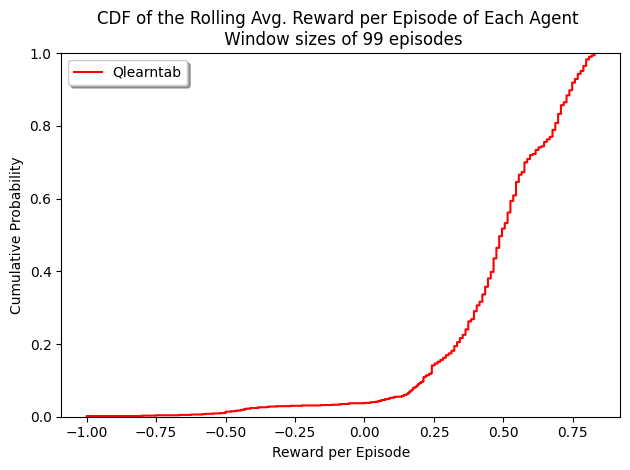 CDF of the Rolling Avg. Reward per Episode of Each Agent
Window sizes of 99 episodes
Qlearntab
Cumulative Probability
1.0
0.8
0.6
0.4
0.2
0.0
−1.00 −0.75 −0.50 −0.25 0.00 0.25 0.50 0.75
Reward per Episode